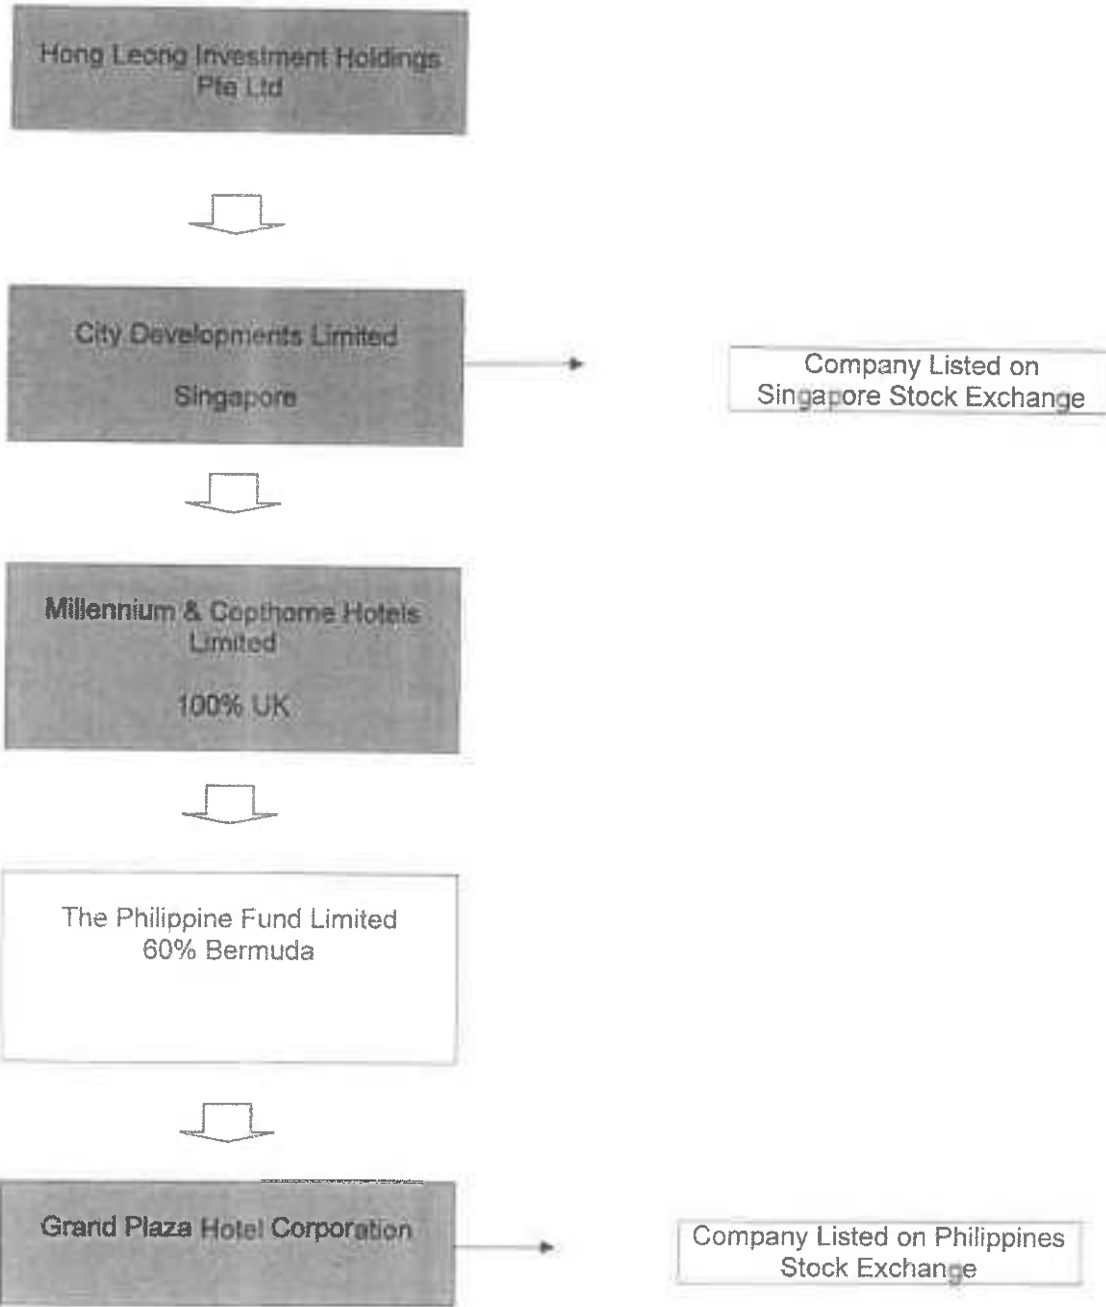 Hong Leong Investment Holdings
Pte Ltd
City Developments Limited
Singapore
Company Listed on
Singapore Stock Exchange
Millennium & Copthorne Hotels
Limited
100% UK
The Philippine Fund Limited
60% Bermuda
Grand Plaza Hotel Corporation
Company Listed on Philippines
Stock Exchange